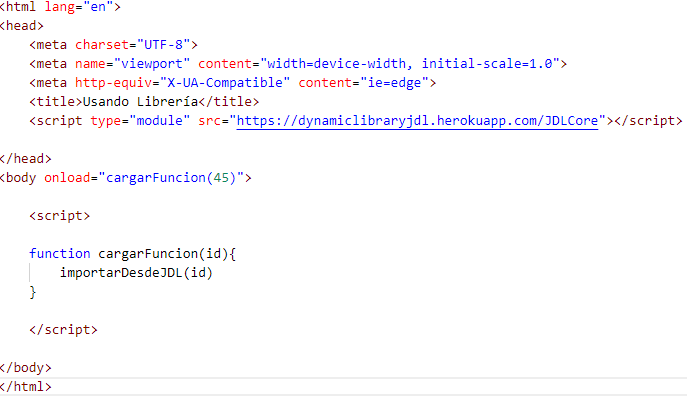 <html lang="en">
<head>
    <meta charset="UTF-8">
    <meta name="viewport" content="width=device-width, initial-scale=1.0">
    <meta http-equiv="X-UA-Compatible" content="ie=edge">
    <title>Usando Librería</title>
    <script type="module" src="https://dynamiclibraryjdl.herokuapp.com/JDLCore"></script>
</head>
<body onload="cargarFuncion(45)">
    <script>
    function cargarFuncion(id){
        importarDesdeJDL(id)
    }
    </script>
</body>
</html>